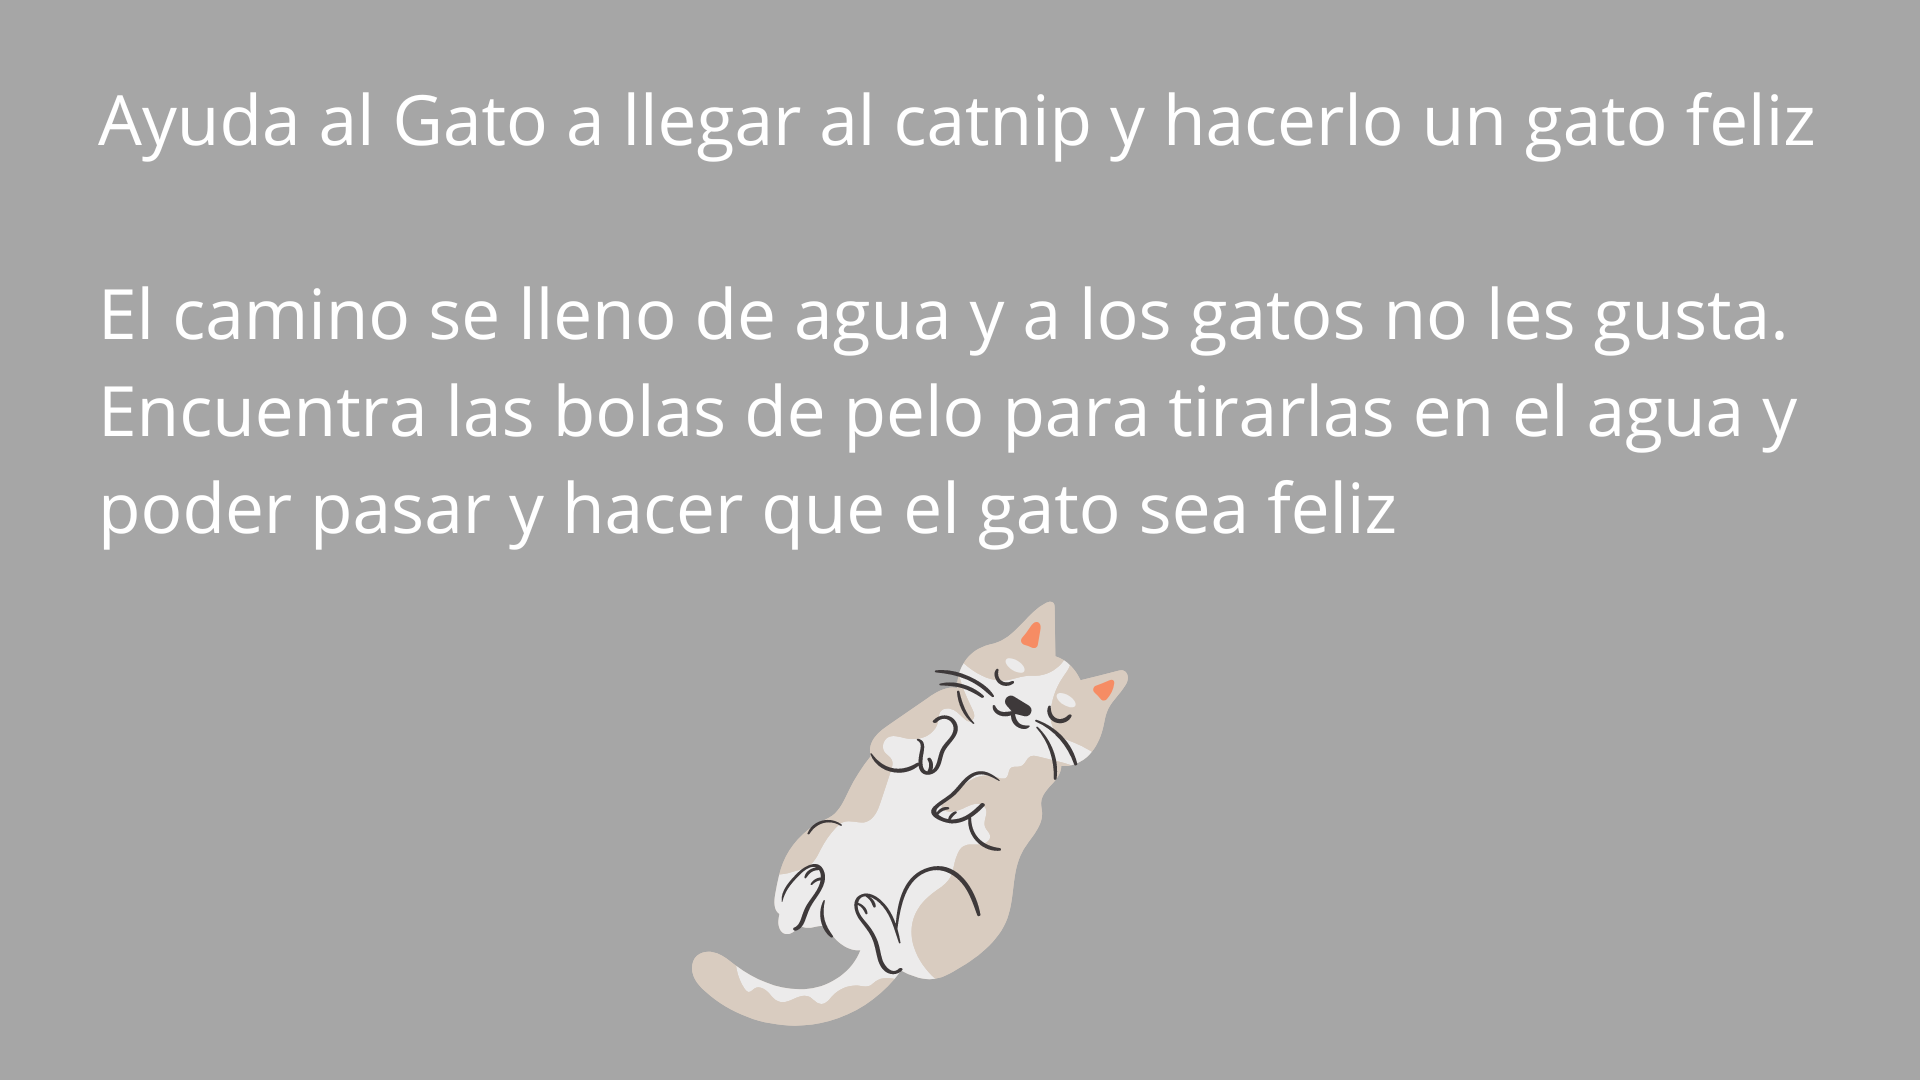 Ayuda al Gato a llegar al catnip y hacerlo un gato feliz
El camino se lleno de agua y a los gatos no les gusta.
Encuentra las bolas de pelo para tirarlas en el agua y
poder pasar y hacer que el gato sea feliz